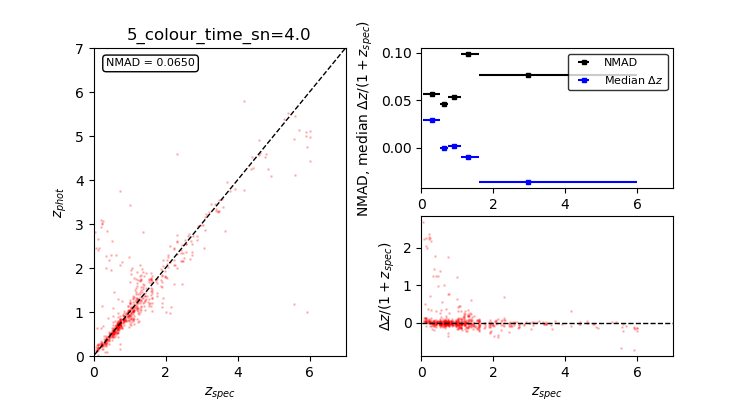 5_colour_time_sn=4.0
NMAD = 0.0650
7
6
5
4
3
2
1
0
0 2 4 6
z_phot
z_spec
NMAD, median Δz/(1 + z_spec)
0.10
0.05
0.00
NMAD
Median Δz
0 2 4 6
Δz/(1 + z_spec)
2
1
0
0 2 4 6
z_spec